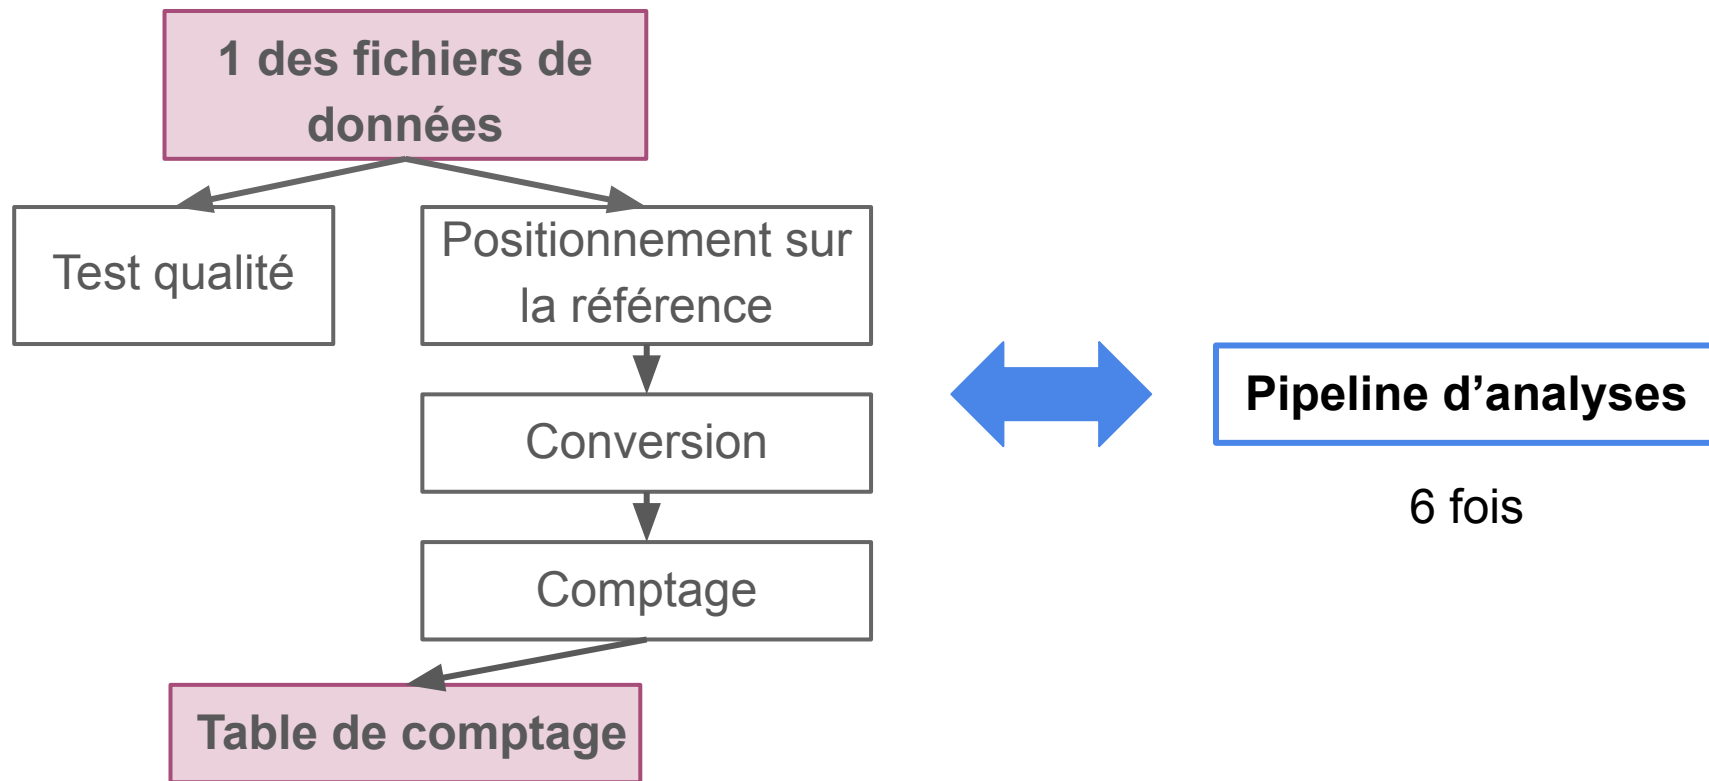 1 des fichiers de
données
Test qualité
Positionnement sur
la référence
Conversion
Comptage
Table de comptage
Pipeline d’analyses
6 fois